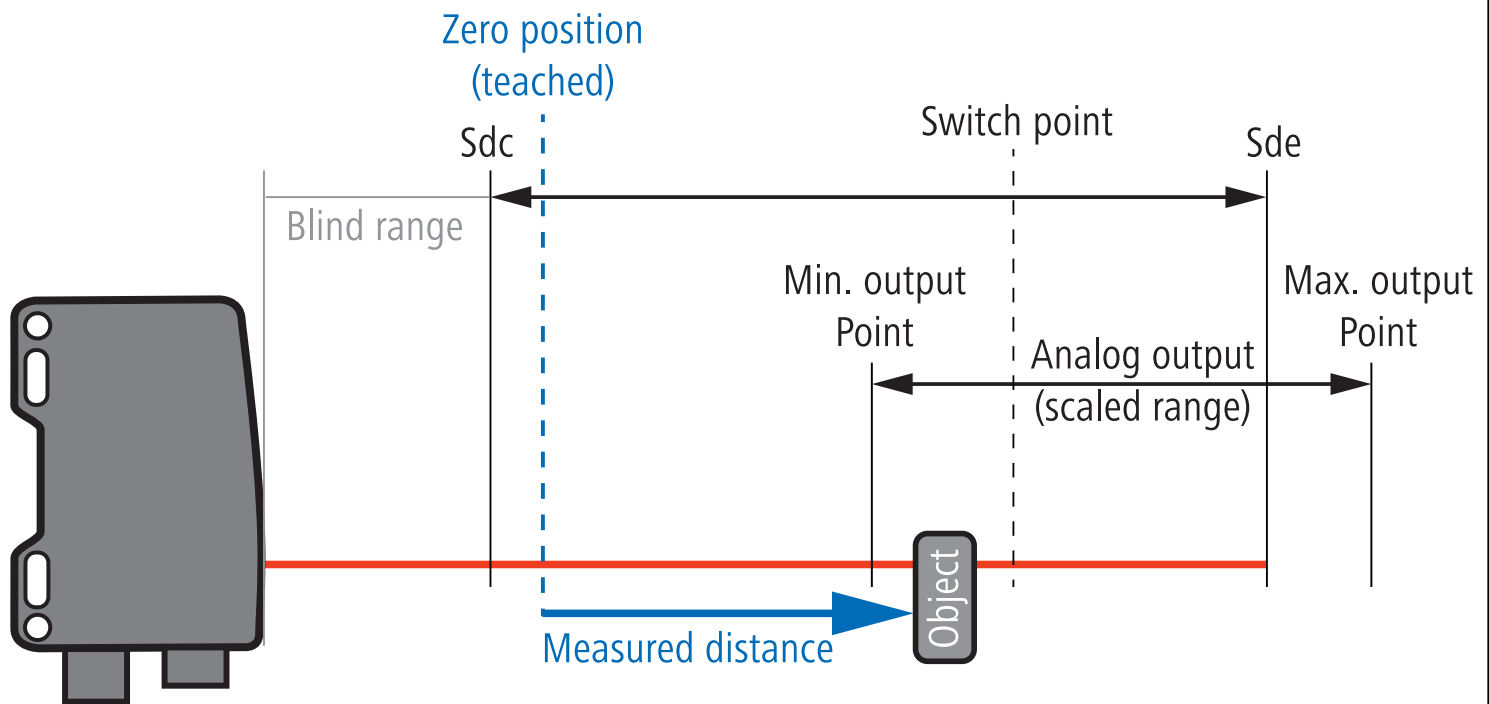 Zero position
(teached)
Sdc
Switch point
Sde
Blind range
Min. output
Point
Max. output
Point
Analog output
(scaled range)
Object
Measured distance